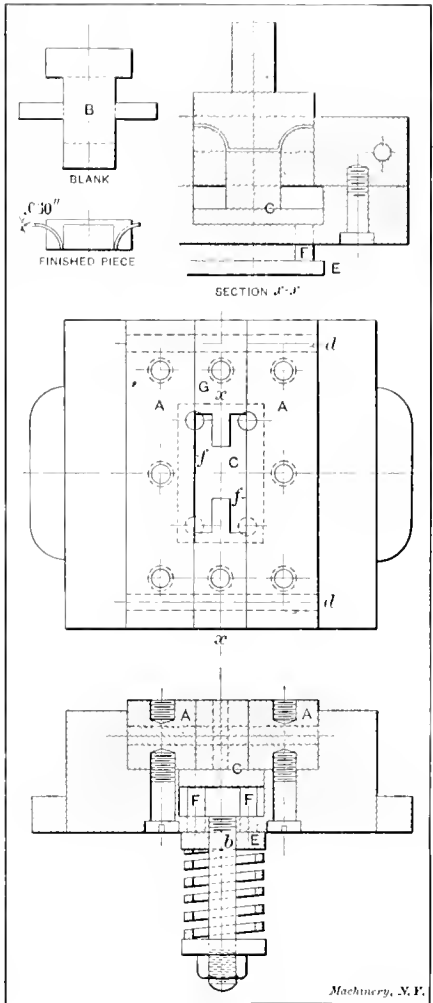 B
BLANK
.030"
FINISHED PIECE
C
F
E
SECTION x-x
d
G
A
x
A
f
C
f
d
x
A
A
C
F
F
b
E
Machinery, N.Y.